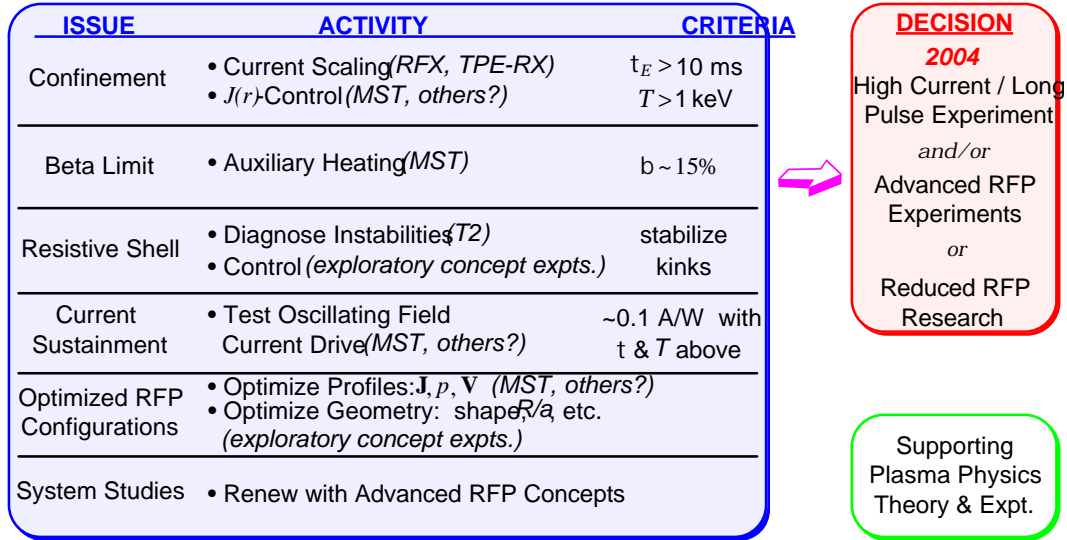 ISSUE ACTIVITY CRITERIA
Confinement
• Current Scaling(RFX, TPE-RX)
• J(r)-Control(MST, others?)
tE > 10 ms
T > 1 keV
Beta Limit
• Auxiliary Heating(MST)
b ~ 15%
Resistive Shell
• Diagnose Instabilities(T2)
• Control (exploratory concept expts.)
stabilize
kinks
Current
Sustainment
• Test Oscillating Field
Current Drive(MST, others?)
~0.1 A/W with
t & T above
Optimized RFP
Configurations
• Optimize Profiles:J, p, V (MST, others?)
• Optimize Geometry: shape,R/a, etc.
(exploratory concept expts.)
System Studies
• Renew with Advanced RFP Concepts
DECISION
2004
High Current / Long
Pulse Experiment
and/or
Advanced RFP
Experiments
or
Reduced RFP
Research
Supporting
Plasma Physics
Theory & Expt.